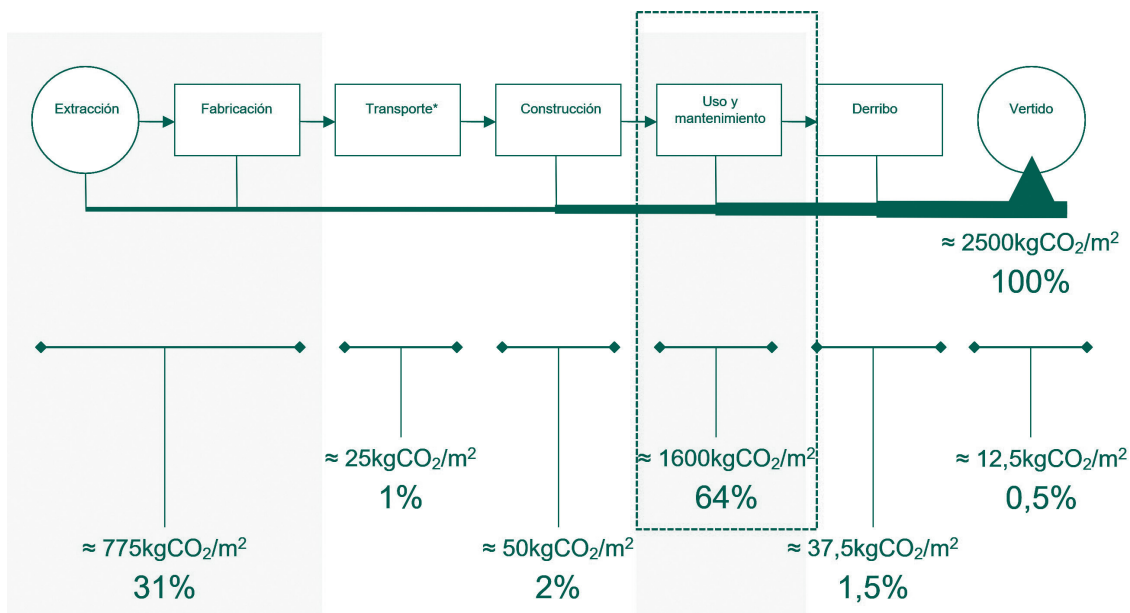 Extracción
Fabricación
Transporte*
Construcción
Uso y
mantenimiento
Derribo
Vertido
≈ 2500kgCO₂/m²
100%
≈ 25kgCO₂/m²
1%
≈ 1600kgCO₂/m²
64%
≈ 12,5kgCO₂/m²
0,5%
≈ 775kgCO₂/m²
31%
≈ 50kgCO₂/m²
2%
≈ 37,5kgCO₂/m²
1,5%